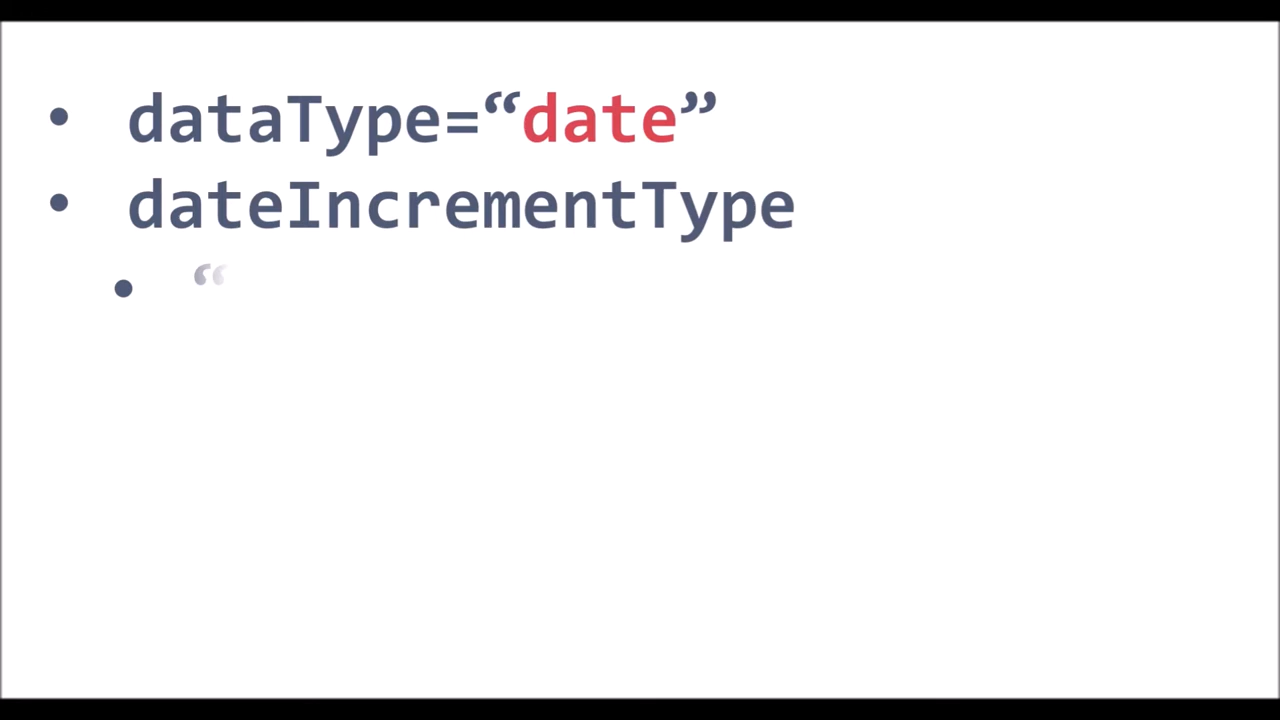 • dataType=“date”
• dateIncrementType
• “